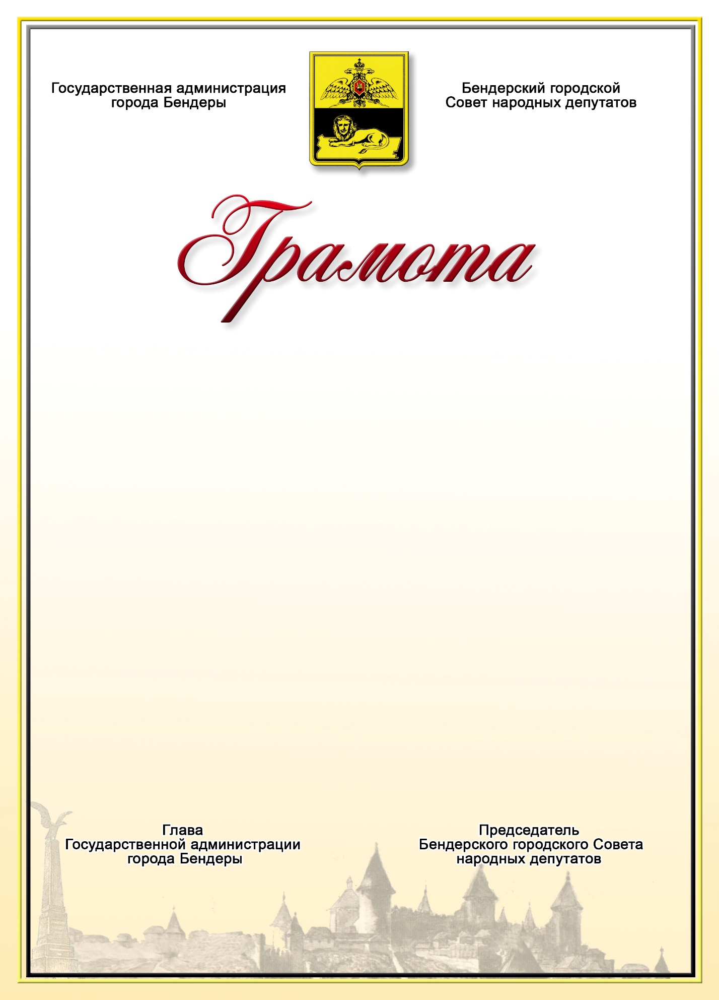 Государственная администрация
города Бендеры
Бендерский городской
Совет народных депутатов
Грамота
Глава
Государственной администрации
города Бендеры
Председатель
Бендерского городского Совета
народных депутатов